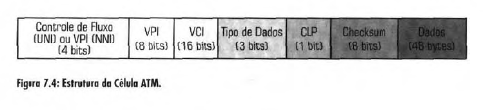 Controle de Fluxo
(UNI) ou VPI (NNI)
(4 bits)
VPI
(8 bits)
VCI
(16 bits)
Tipo de Dados
(3 bits)
CLP
(1 bit)
Checksum
(8 bits)
Dados
(48 bytes)
Figura 7.4: Estrutura da Célula ATM.